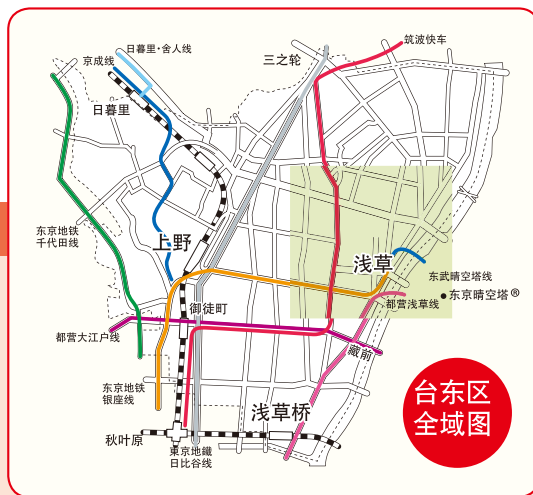 日暮里·舍人线
京成线
筑波快车
三之轮
日暮里
东京地铁
千代田线
上野
浅草
东武晴空塔线
东京晴空塔®
都营浅草线
御徒町
都营大江户线
藏前
东京地铁
银座线
浅草桥
台东区
全域图
秋叶原
東京地鐵
日比谷线